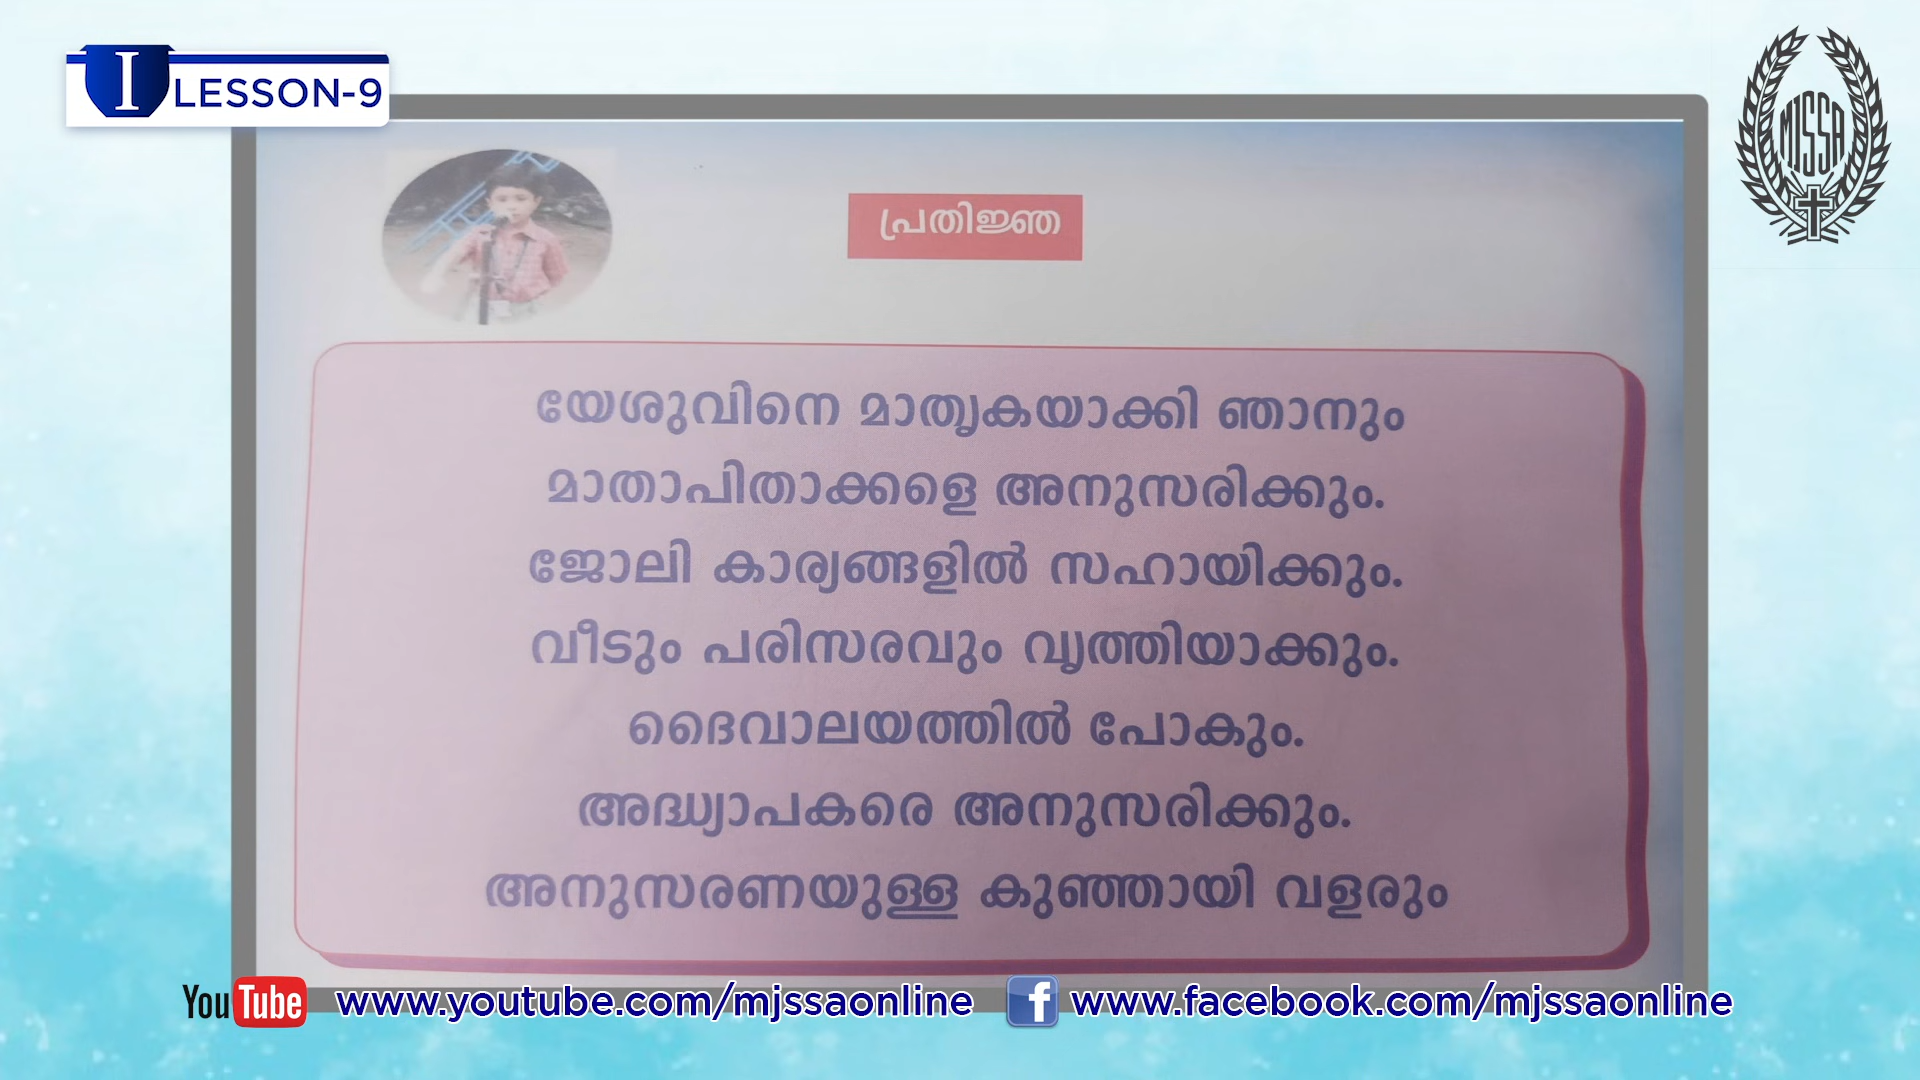 I LESSON-9
MJSSA
പ്രതിജ്ഞ
യേശുവിനെ മാതൃകയാക്കി ഞാനും
മാതാപിതാക്കളെ അനുസരിക്കും.
ജോലി കാര്യങ്ങളിൽ സഹായിക്കും.
വീടും പരിസരവും വൃത്തിയാക്കും.
ദൈവാലയത്തിൽ പോകും.
അദ്ധ്യാപകരെ അനുസരിക്കും.
അനുസരണയുള്ള കുഞ്ഞായി വളരും
YouTube www.youtube.com/mjssaonline f www.facebook.com/mjssaonline